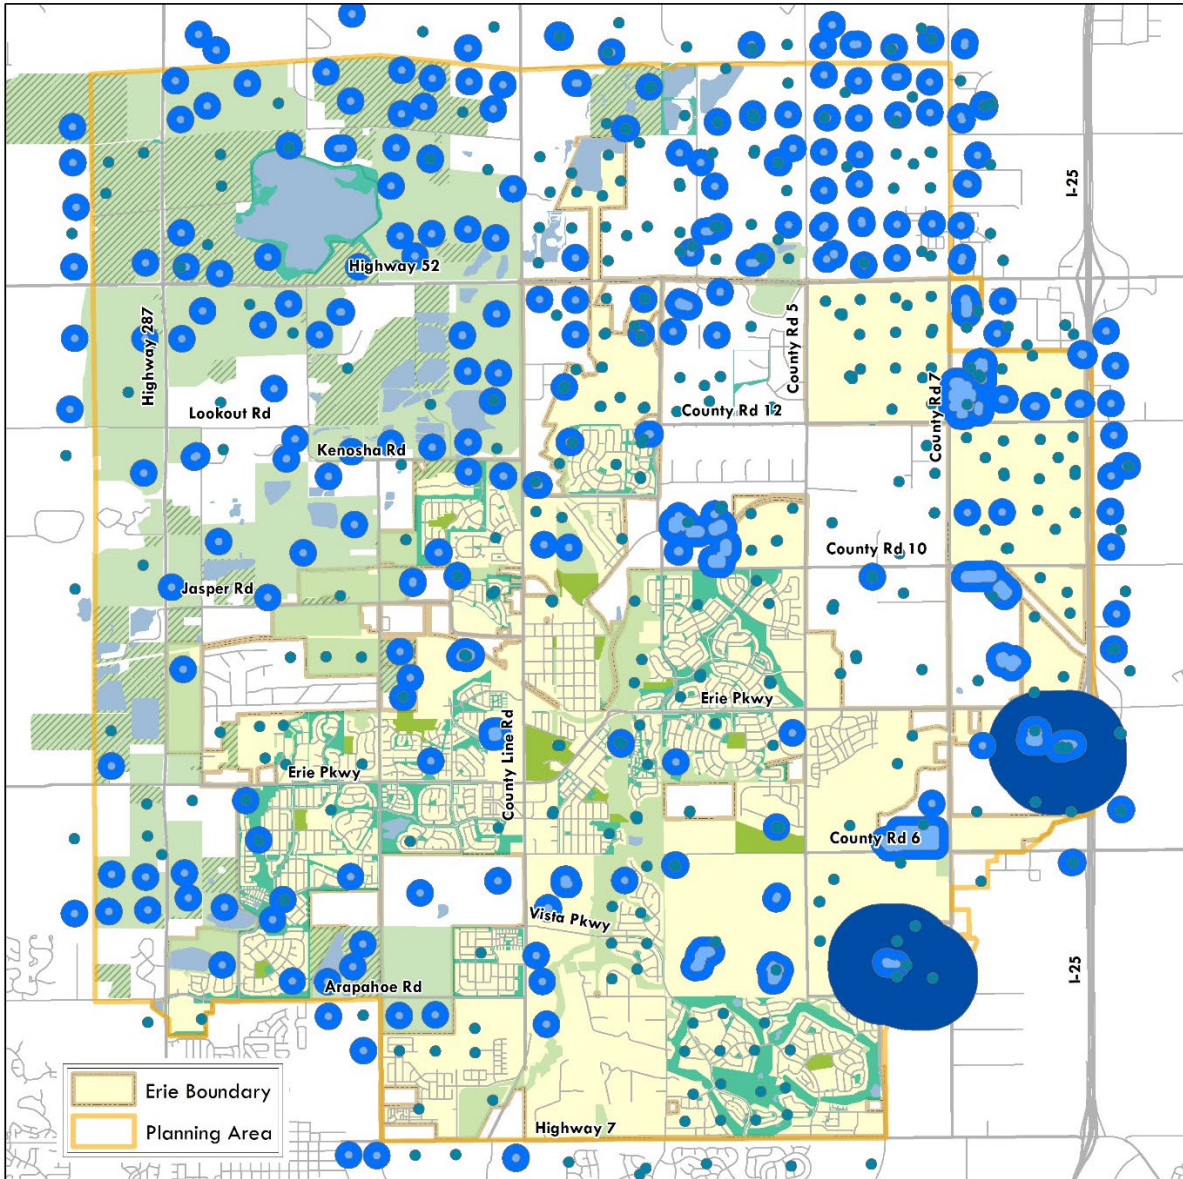 I-25
Highway 52
Highway 287
County Rd 5
Lookout Rd
County Rd 12
County Rd 7
Kenosha Rd
County Rd 10
Jasper Rd
Erie Pkwy
County Line Rd
Erie Pkwy
County Rd 6
Vista Pkwy
I-25
Arapahoe Rd
Erie Boundary
Planning Area
Highway 7